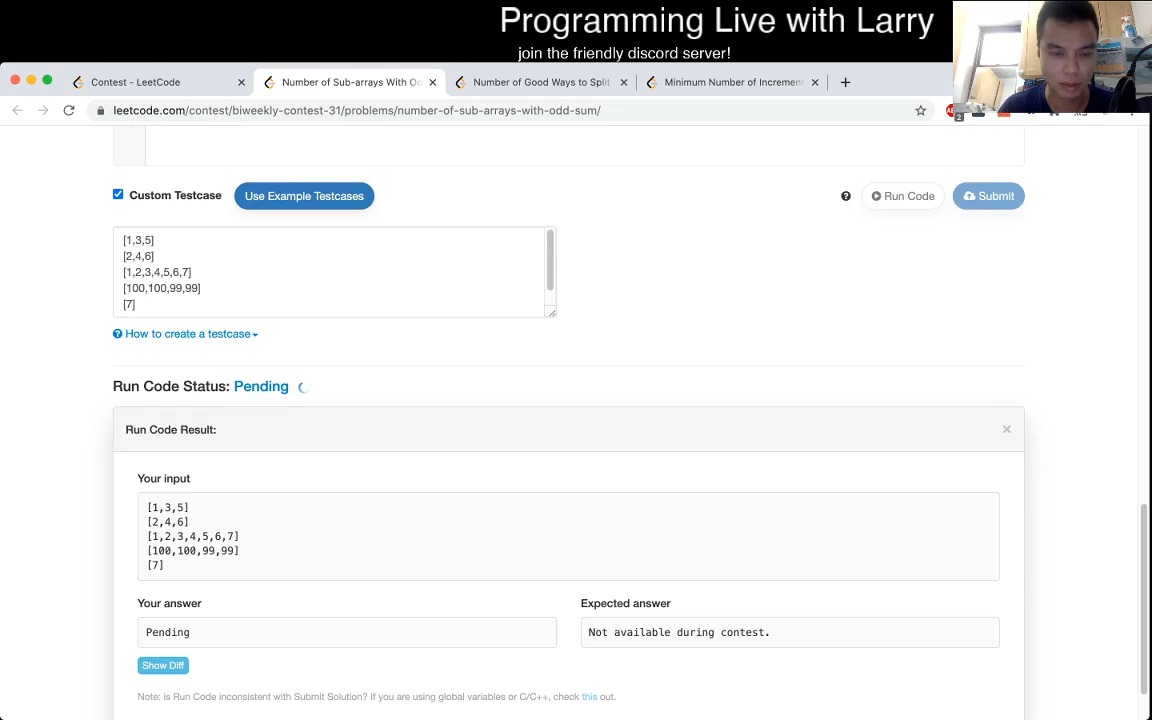 Programming Live with Larry
join the friendly discord server!
Contest - LeetCode
Number of Sub-arrays With Od
Number of Good Ways to Split
Minimum Number of Increment
leetcode.com/contest/biweekly-contest-31/problems/number-of-sub-arrays-with-odd-sum/
2
Custom Testcase
Use Example Testcases
Run Code
Submit
[1,3,5]
[2,4,6]
[1,2,3,4,5,6,7]
[100,100,99,99]
[7]
How to create a testcase
Run Code Status: Pending
Run Code Result:
×
Your input
[1,3,5]
[2,4,6]
[1,2,3,4,5,6,7]
[100,100,99,99]
[7]
Your answer
Expected answer
Pending
Not available during contest.
Show Diff
Note: is Run Code inconsistent with Submit Solution? If you are using global variables or C/C++, check this out.